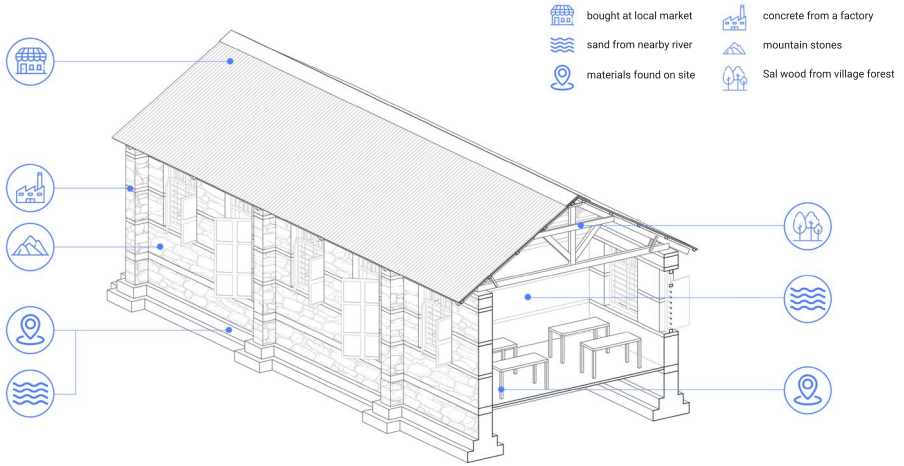 bought at local market
concrete from a factory
sand from nearby river
mountain stones
materials found on site
Sal wood from village forest